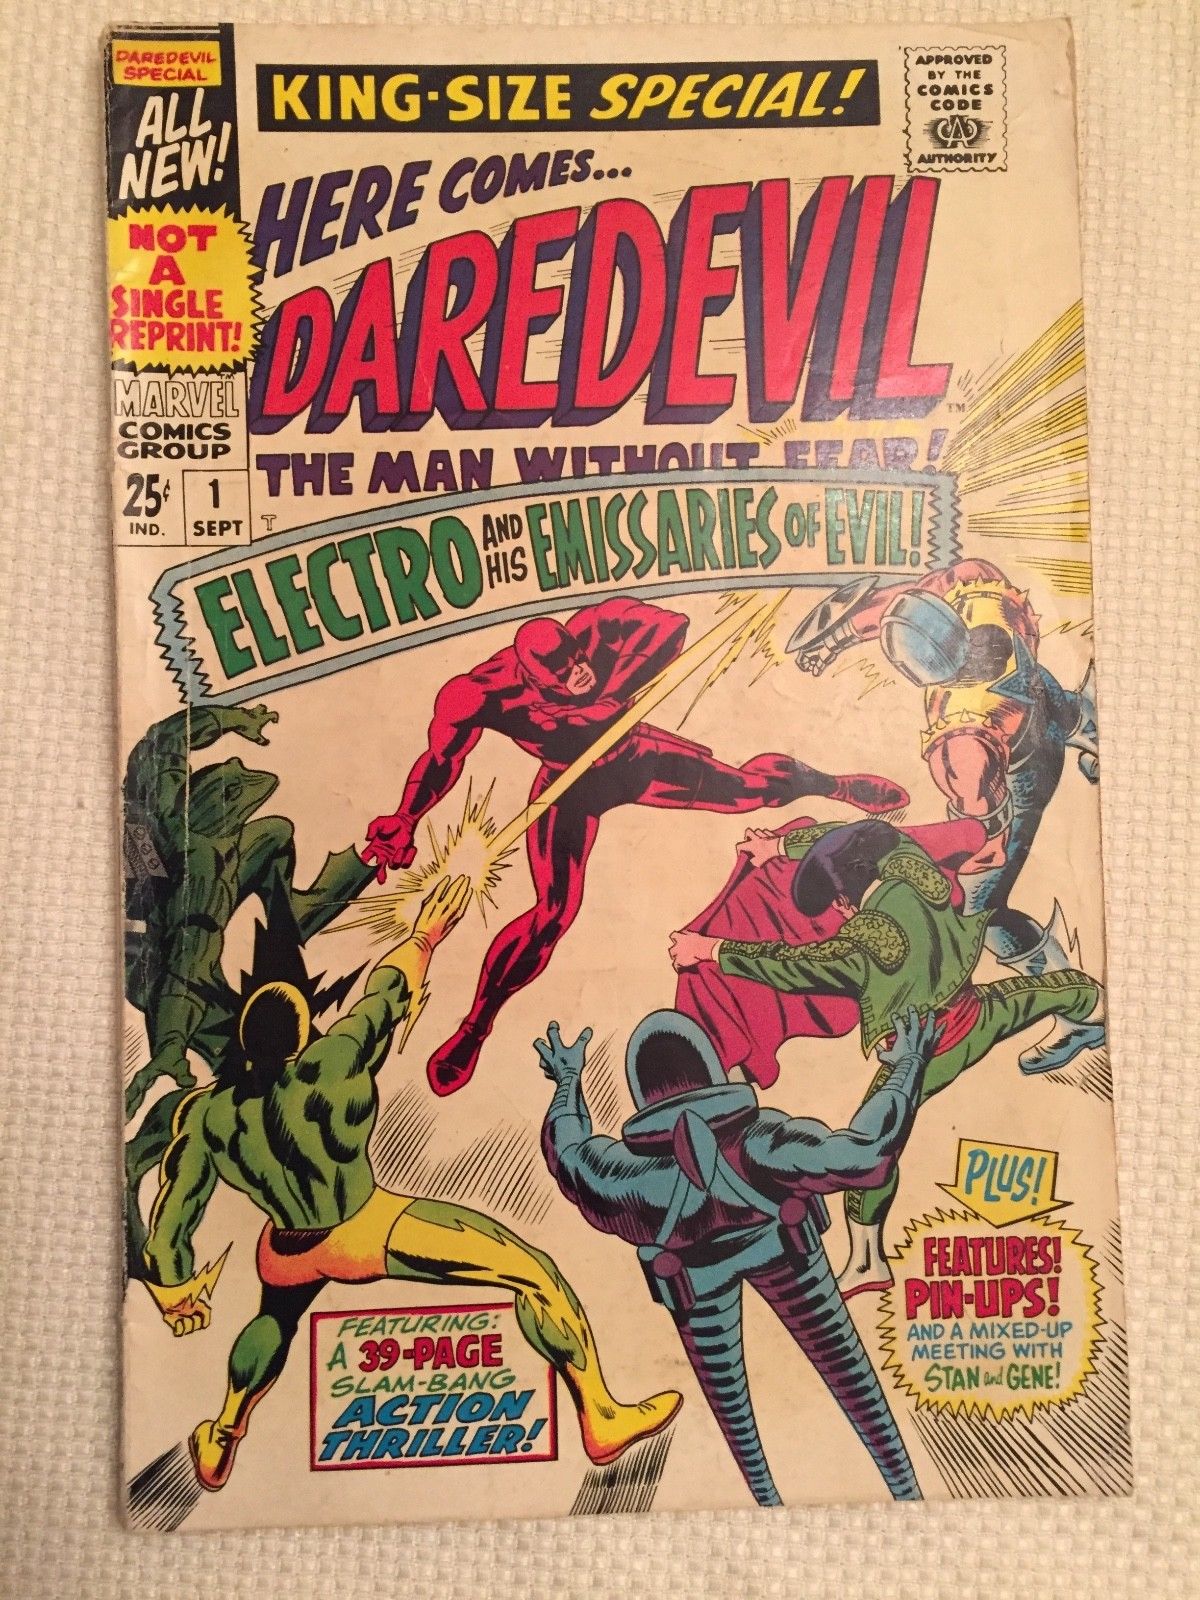 DAREDEVIL
SPECIAL
ALL
NEW!
NOT
A
SINGLE
REPRINT!
MARVEL TM
COMICS
GROUP
25¢
IND.
1
SEPT
KING-SIZE SPECIAL!
APPROVED
BY THE
COMICS
CODE
CA
AUTHORITY
HERE COMES...
DAREDEVIL TM
THE MAN WITHOUT FEAR!
T
ELECTRO AND HIS EMISSARIES OF EVIL!
PLUS!
FEATURES!
PIN-UPS!
AND A MIXED-UP
MEETING WITH
STAN and GENE!
FEATURING:
A 39-PAGE
SLAM-BANG
ACTION
THRILLER!